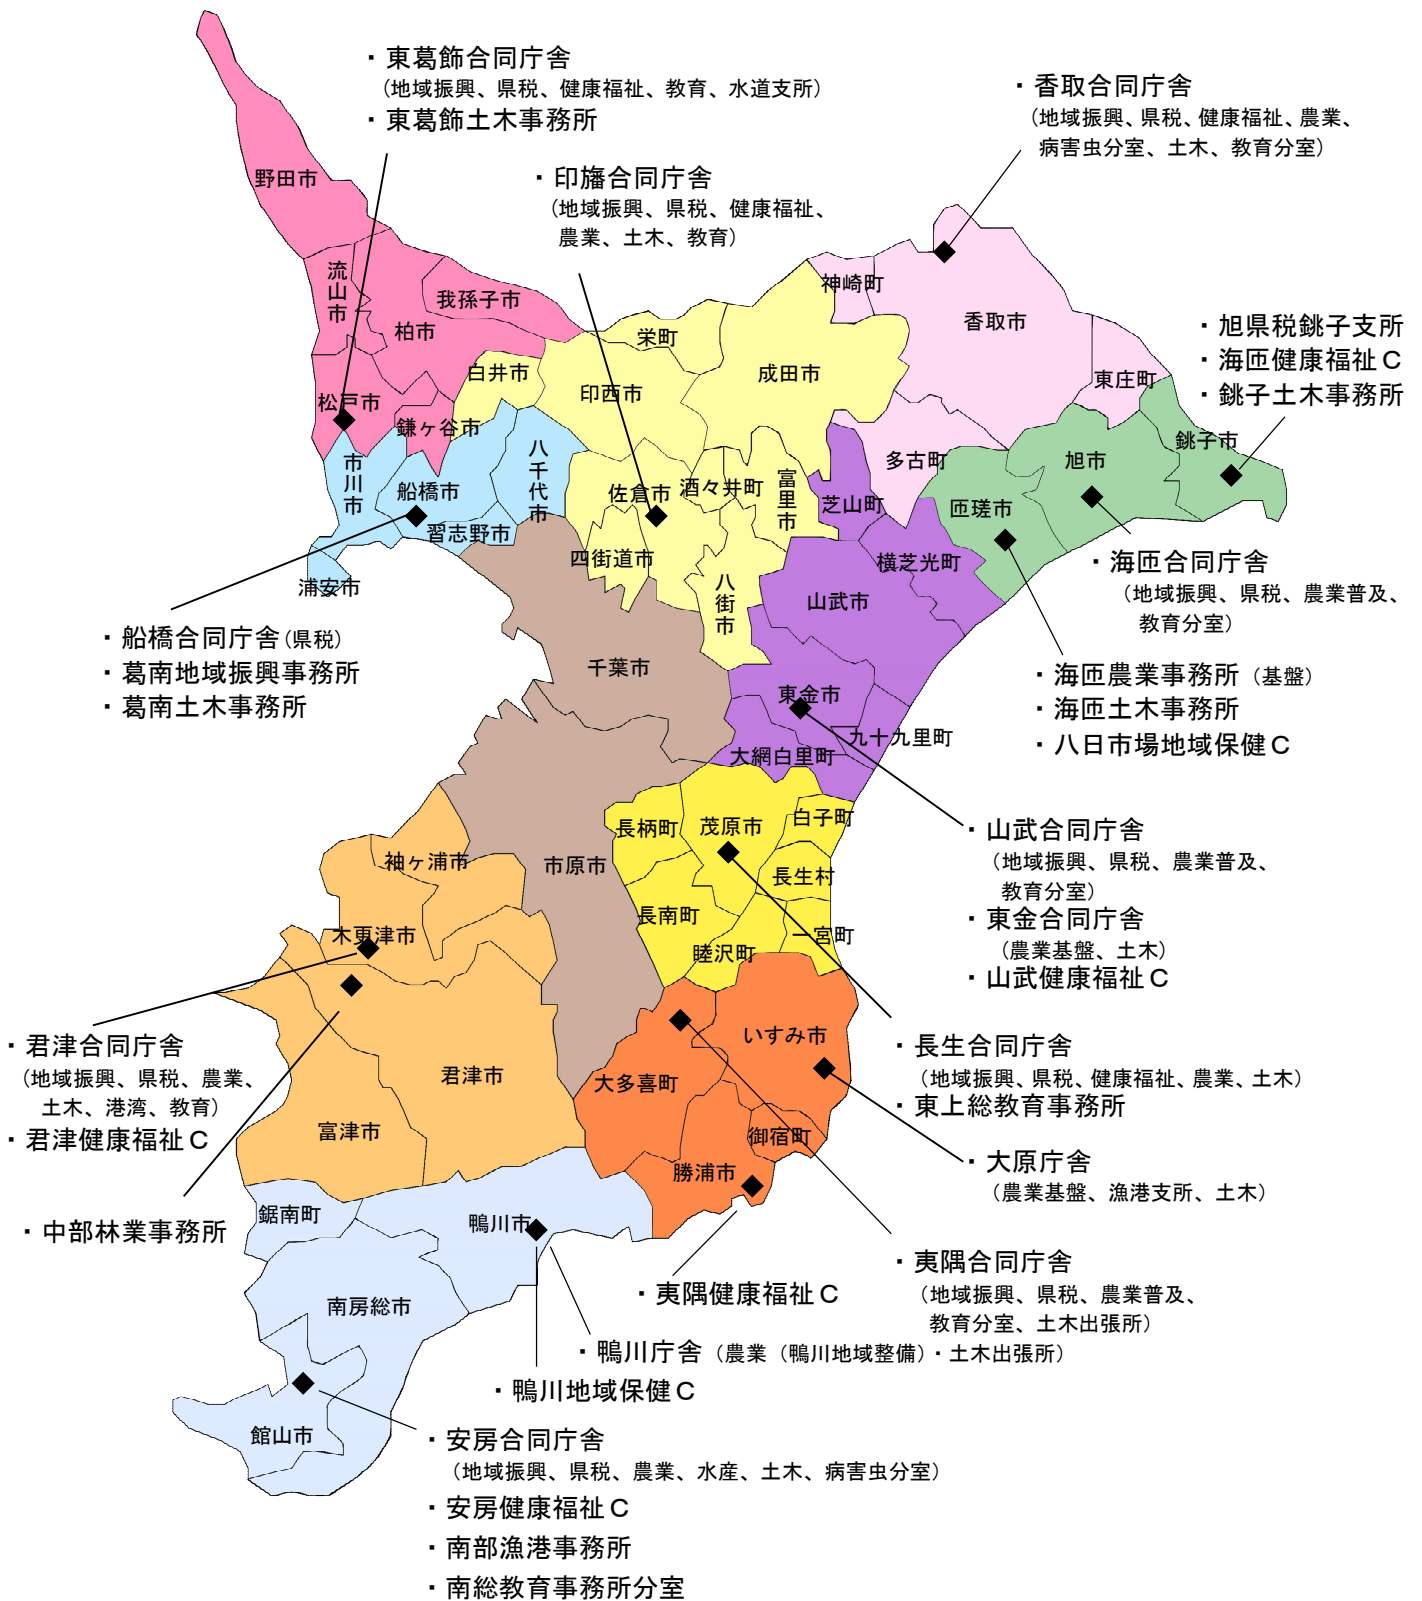 ・東葛飾合同庁舎
（地域振興、県税、健康福祉、教育、水道支所）
・東葛飾土木事務所
・香取合同庁舎
（地域振興、県税、健康福祉、農業、
病害虫分室、土木、教育分室）
・印旛合同庁舎
（地域振興、県税、健康福祉、
農業、土木、教育）
・旭県税銚子支所
・海匝健康福祉Ｃ
・銚子土木事務所
野田市
流山市
柏市
我孫子市
松戸市
鎌ヶ谷市
白井市
印西市
栄町
成田市
神崎町
香取市
東庄町
多古町
銚子市
旭市
匝瑳市
市川市
船橋市
八千代市
習志野市
浦安市
佐倉市
酒々井町
富里市
四街道市
八街市
芝山町
横芝光町
山武市
・海匝合同庁舎
（地域振興、県税、農業普及、
教育分室）
・船橋合同庁舎（県税）
・葛南地域振興事務所
・葛南土木事務所
千葉市
東金市
九十九里町
大網白里町
・海匝農業事務所（基盤）
・海匝土木事務所
・八日市場地域保健Ｃ
長柄町
茂原市
白子町
市原市
長生村
長南町
一宮町
睦沢町
袖ヶ浦市
木更津市
・山武合同庁舎
（地域振興、県税、農業普及、
教育分室）
・東金合同庁舎
（農業基盤、土木）
・山武健康福祉Ｃ
・君津合同庁舎
（地域振興、県税、農業、
土木、港湾、教育）
・君津健康福祉Ｃ
君津市
富津市
いすみ市
大多喜町
御宿町
勝浦市
・長生合同庁舎
（地域振興、県税、健康福祉、農業、土木）
・東上総教育事務所
・大原庁舎
（農業基盤、漁港支所、土木）
・中部林業事務所
鋸南町
鴨川市
南房総市
館山市
・夷隅健康福祉Ｃ
・夷隅合同庁舎
（地域振興、県税、農業普及、
教育分室、土木出張所）
・鴨川庁舎（農業（鴨川地域整備）・土木出張所）
・鴨川地域保健Ｃ
・安房合同庁舎
（地域振興、県税、農業、水産、土木、病害虫分室）
・安房健康福祉Ｃ
・南部漁港事務所
・南総教育事務所分室